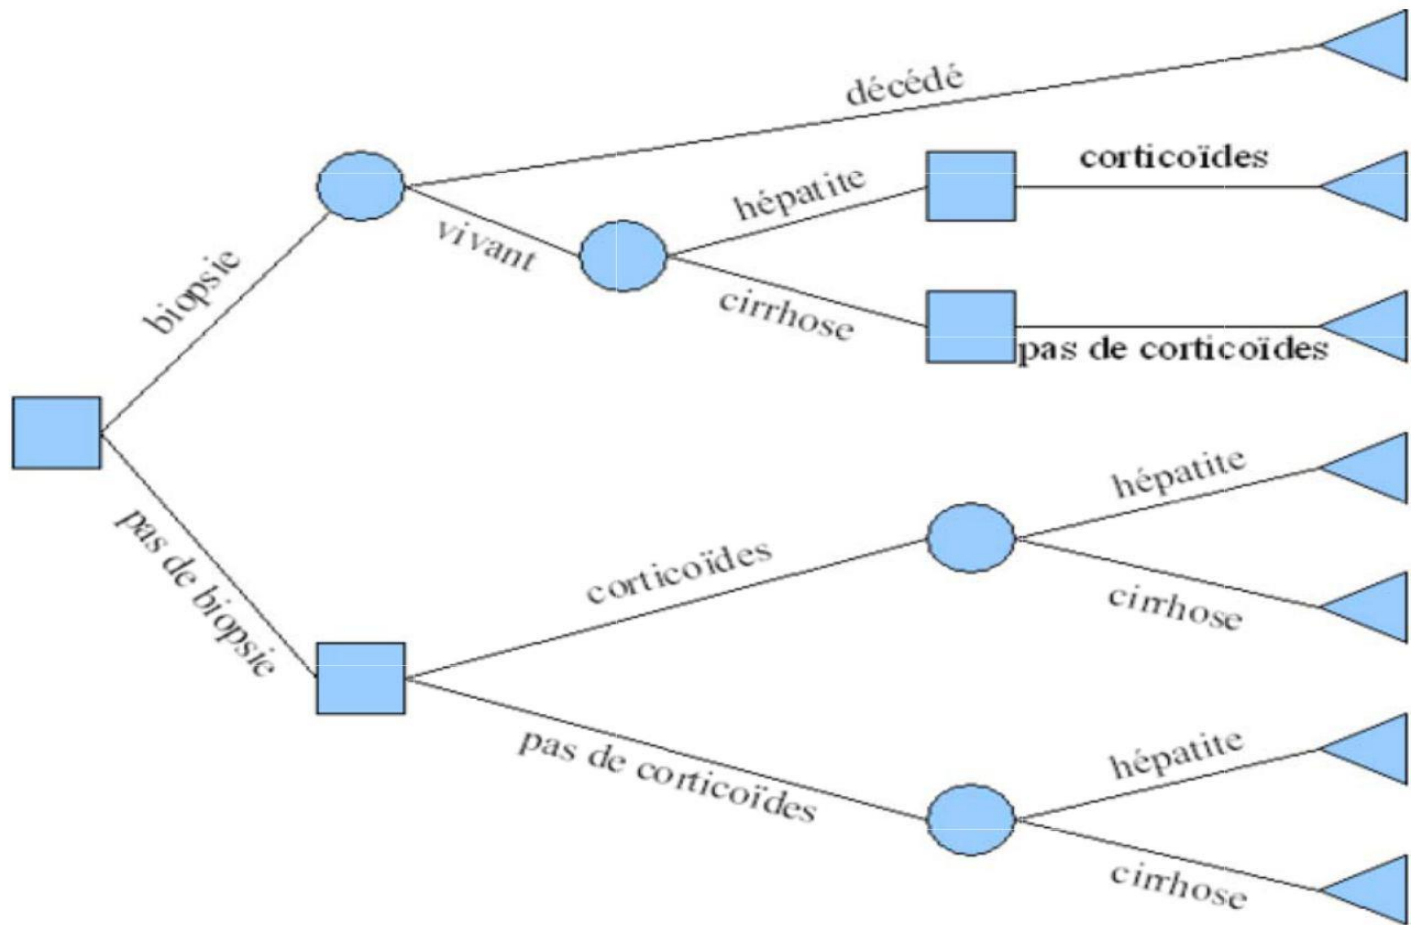 décédé
corticoïdes
hépatite
vivant
biopsie
cirrhose
pas de corticoïdes
hépatite
pas de biopsie
corticoïdes
cirrhose
hépatite
pas de corticoïdes
cirrhose